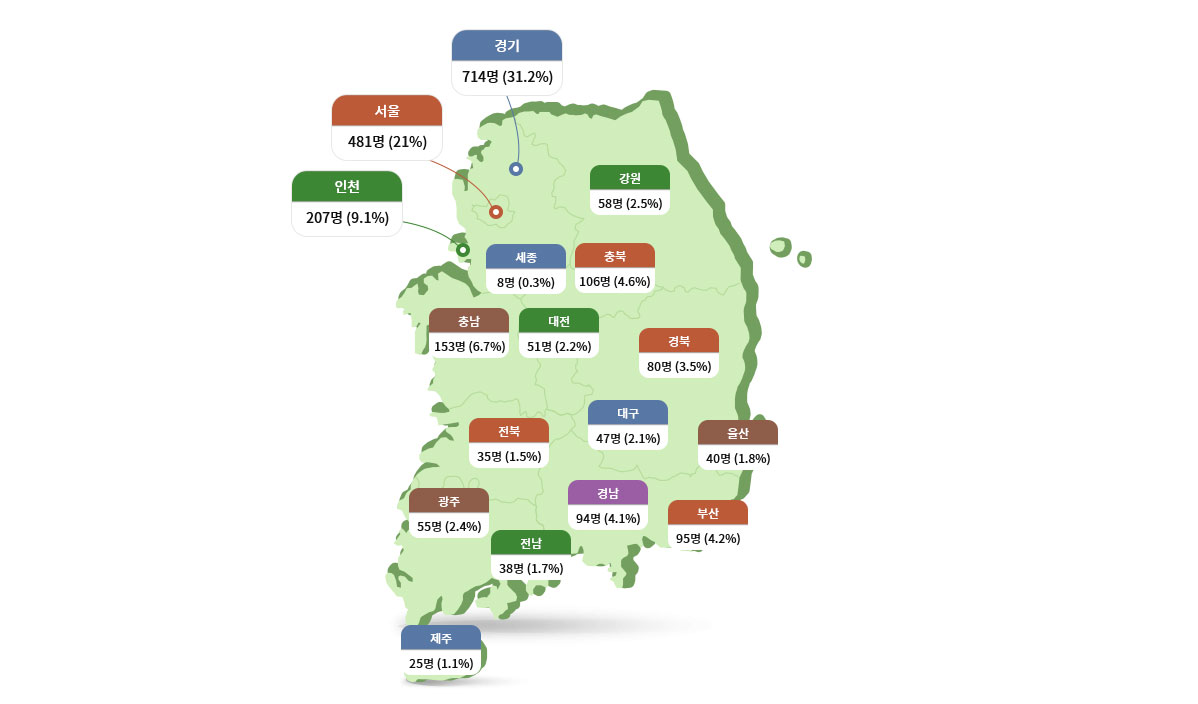 경기
714명 (31.2%)
서울
481명 (21%)
인천
207명 (9.1%)
강원
58명 (2.5%)
세종
8명 (0.3%)
충북
106명 (4.6%)
충남
153명 (6.7%)
대전
51명 (2.2%)
경북
80명 (3.5%)
대구
47명 (2.1%)
전북
35명 (1.5%)
울산
40명 (1.8%)
광주
55명 (2.4%)
경남
94명 (4.1%)
부산
95명 (4.2%)
전남
38명 (1.7%)
제주
25명 (1.1%)